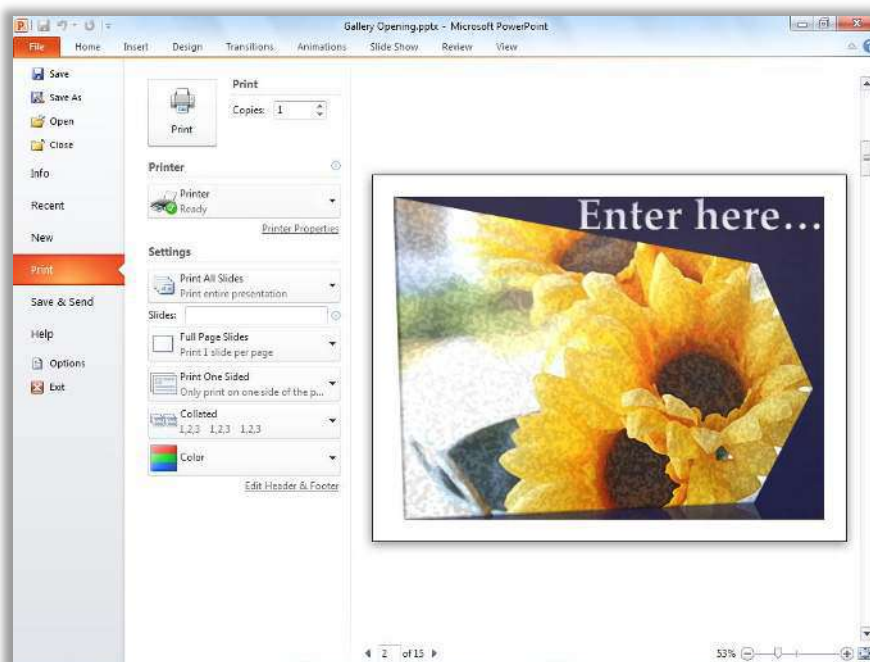 Gallery Opening.pptx - Microsoft PowerPoint
File Home Insert Design Transitions Animations Slide Show Review View
Save
Save As
Open
Close
Info
Recent
New
Print
Save & Send
Help
Options
Exit
Print
Print
Copies: 1
Printer
Printer
Ready
Printer Properties
Settings
Print All Slides
Print entire presentation
Slides:
Full Page Slides
Print 1 slide per page
Print One Sided
Only print on one side of the p...
Collated
1,2,3 1,2,3 1,2,3
Color
Edit Header & Footer
Enter here...
2 of 15
53%